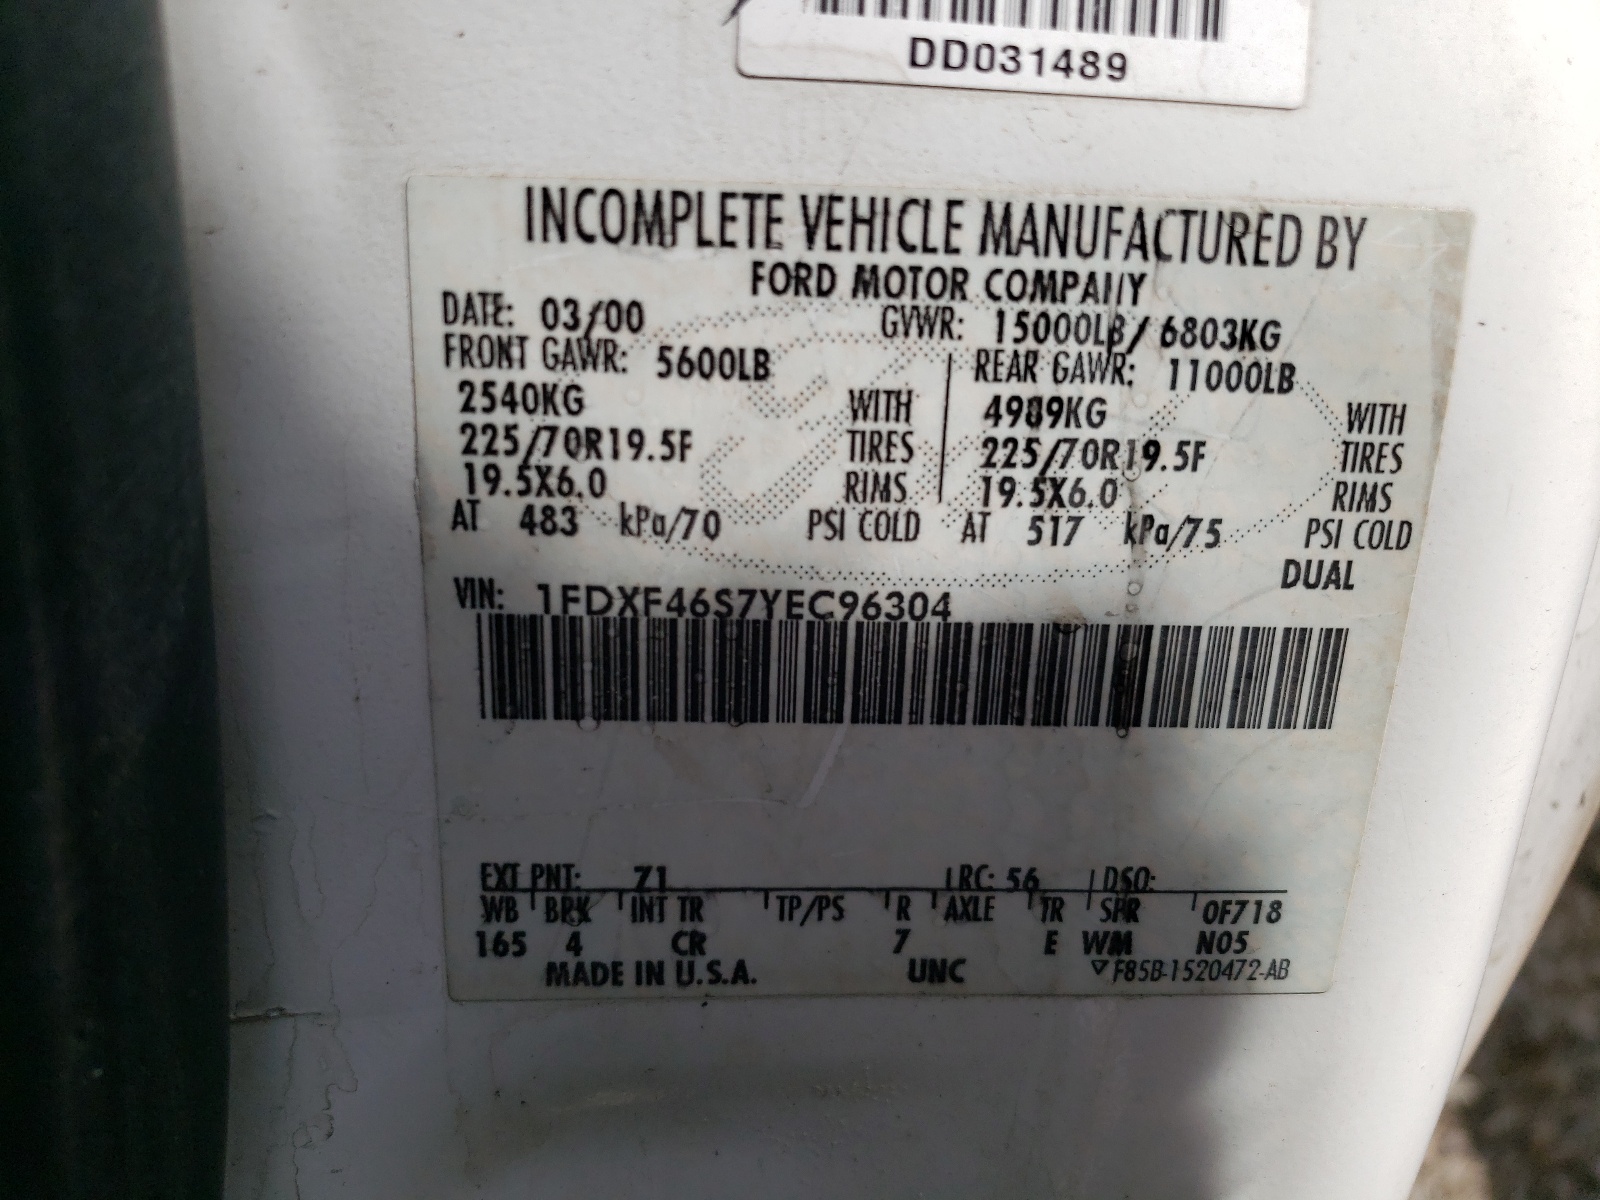 DD031489
INCOMPLETE VEHICLE MANUFACTURED BY
FORD MOTOR COMPANY
DATE: 03/00 GVWR: 15000LB/ 6803KG
FRONT GAWR: 5600LB REAR GAWR: 11000LB
2540KG WITH 4989KG WITH
225/70R19.5F TIRES 225/70R19.5F TIRES
19.5X6.0 RIMS 19.5X6.0 RIMS
AT 483 kPa/70 PSI COLD AT 517 kPa/75 PSI COLD
DUAL
VIN: 1FDXF46S7YEC96304
EXT PNT: Z1 RC: 56 DSO:
WB BRK INT TR TP/PS R AXLE TR SPR 0F718
165 4 CR 7 E WM N05
MADE IN U.S.A. UNC ▽F85B-1520472-AB